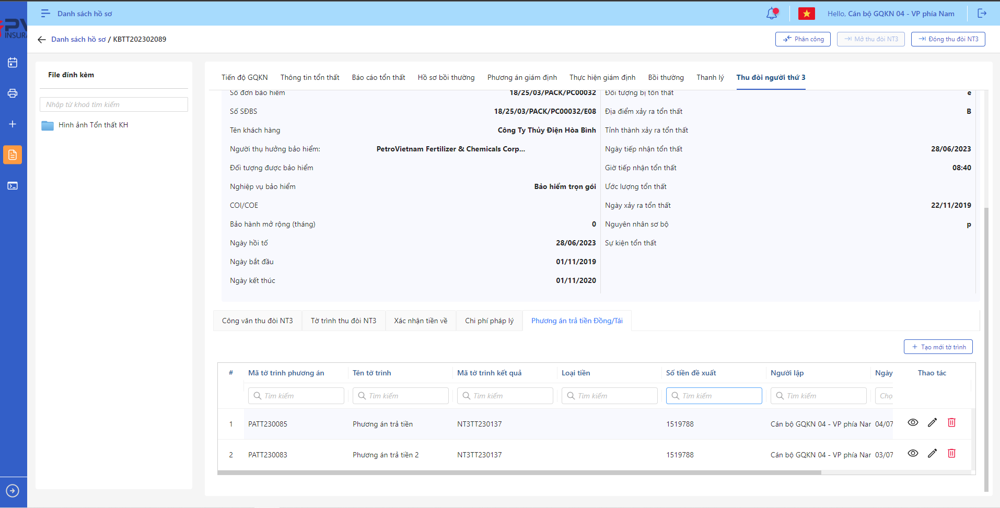 Danh sách hồ sơ
Hello, Cán bộ GQKN 04 - VP phía Nam
PV
INSURA
Danh sách hồ sơ / KBTT202302089
Phân công
Mở thu đòi NT3
Đóng thu đòi NT3
File đính kèm
Nhập từ khoá tìm kiếm
Hình ảnh Tổn thất KH
Tiến độ GQKN
Thông tin tổn thất
Báo cáo tổn thất
Hồ sơ bồi thường
Phương án giám định
Thực hiện giám định
Bồi thường
Thanh lý
Thu đòi người thứ 3
Số đơn bảo hiểm 18/25/03/PACK/PC00032
Số SĐBS 18/25/03/PACK/PC00032/E08
Tên khách hàng Công Ty Thủy Điện Hòa Bình
Người thụ hưởng bảo hiểm: PetroVietnam Fertilizer & Chemicals Corp...
Đối tượng được bảo hiểm
Nghiệp vụ bảo hiểm Bảo hiểm trọn gói
COI/COE
Bảo hành mở rộng (tháng) 0
Ngày hồi tố 28/06/2023
Ngày bắt đầu 01/11/2019
Ngày kết thúc 01/11/2020
Đối tượng bị tổn thất e
Địa điểm xảy ra tổn thất B
Tỉnh thành xảy ra tổn thất
Ngày tiếp nhận tổn thất 28/06/2023
Giờ tiếp nhận tổn thất 08:40
Ước lượng tổn thất
Ngày xảy ra tổn thất 22/11/2019
Nguyên nhân sơ bộ p
Sự kiện tổn thất
Công văn thu đòi NT3
Tờ trình thu đòi NT3
Xác nhận tiền về
Chi phí pháp lý
Phương án trả tiền Đồng/Tái
+ Tạo mới tờ trình
# Mã tờ trình phương án Tên tờ trình Mã tờ trình kết quả Loại tiền Số tiền đề xuất Người lập Ngày Thao tác
Tìm kiếm Tìm kiếm Tìm kiếm Tìm kiếm Tìm kiếm Tìm kiếm Chọ
1 PATT230085 Phương án trả tiền NT3TT230137 1519788 Cán bộ GQKN 04 - VP phía Nar 04/07
2 PATT230083 Phương án trả tiền 2 NT3TT230137 1519788 Cán bộ GQKN 04 - VP phía Nar 03/07